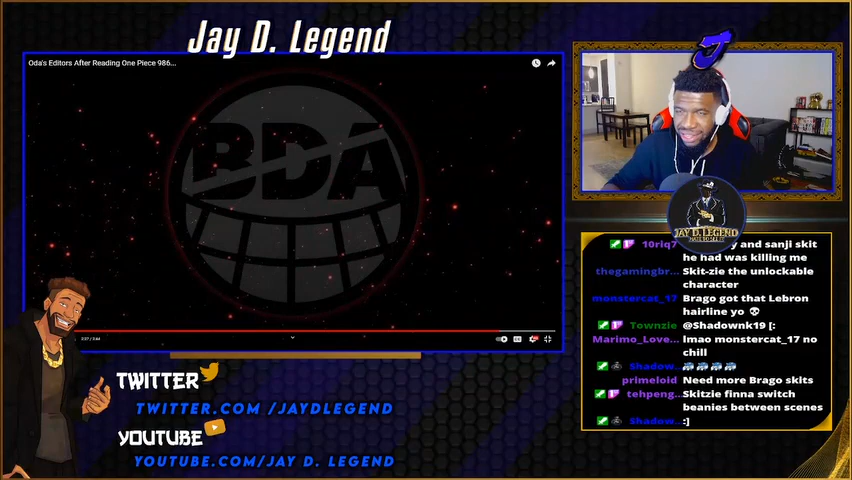 Jay D. Legend
Oda's Editors After Reading One Piece 986...
BDA
JAY D. LEGEND
10riq7
y and sanji skit
he had was killing me
thegamingbr... Skit-zie the unlockable
character
monstercat_17 Brago got that Lebron
hairline yo
Townzie @Shadownk19 [:
Marimo_Love... lmao monstercat_17 no
chill
Shadow...
primeloid Need more Brago skits
tehpeng... Skitzie finna switch
beanies between scenes
Shadow... :]
TWITTER
TWITTER.COM /JAYDLEGEND
YOUTUBE
YOUTUBE.COM/JAY D. LEGEND